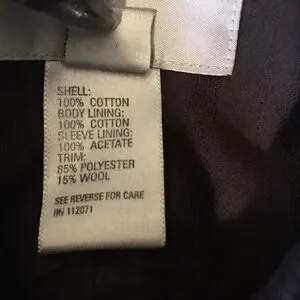 SHELL:
100% COTTON
BODY LINING:
100% COTTON
SLEEVE LINING:
100% ACETATE
TRIM:
85% POLYESTER
15% WOOL
SEE REVERSE FOR CARE
RN 112071